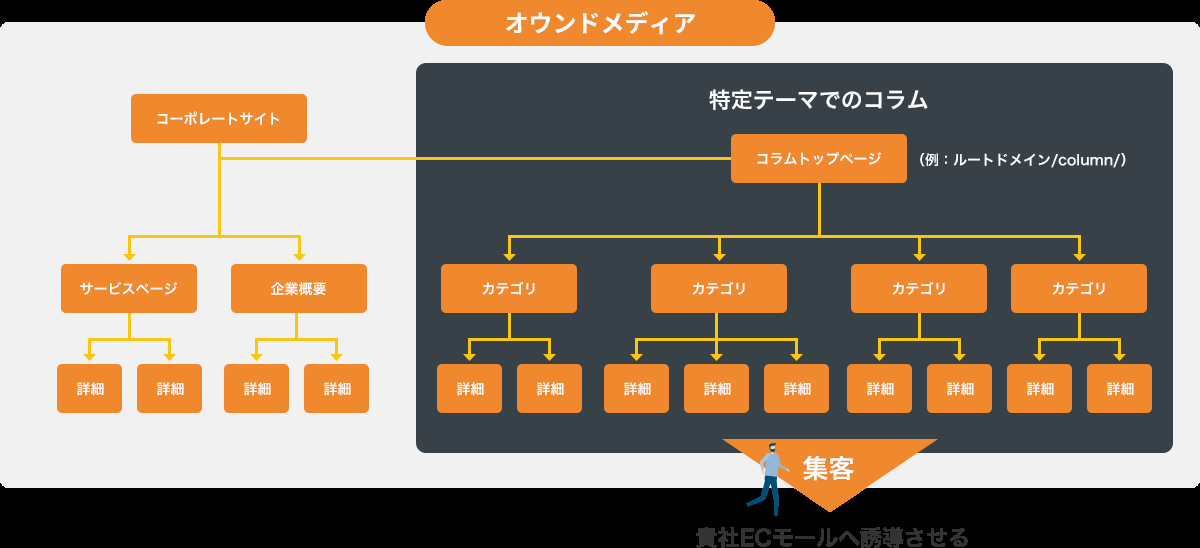 オウンドメディア
特定テーマでのコラム
コーポレートサイト
コラムトップページ
（例：ルートドメイン/column/）
サービスページ
企業概要
カテゴリ
カテゴリ
カテゴリ
カテゴリ
詳細
詳細
詳細
詳細
詳細
詳細
詳細
詳細
詳細
詳細
詳細
詳細
詳細
集客
貴社ECモールへ誘導させる